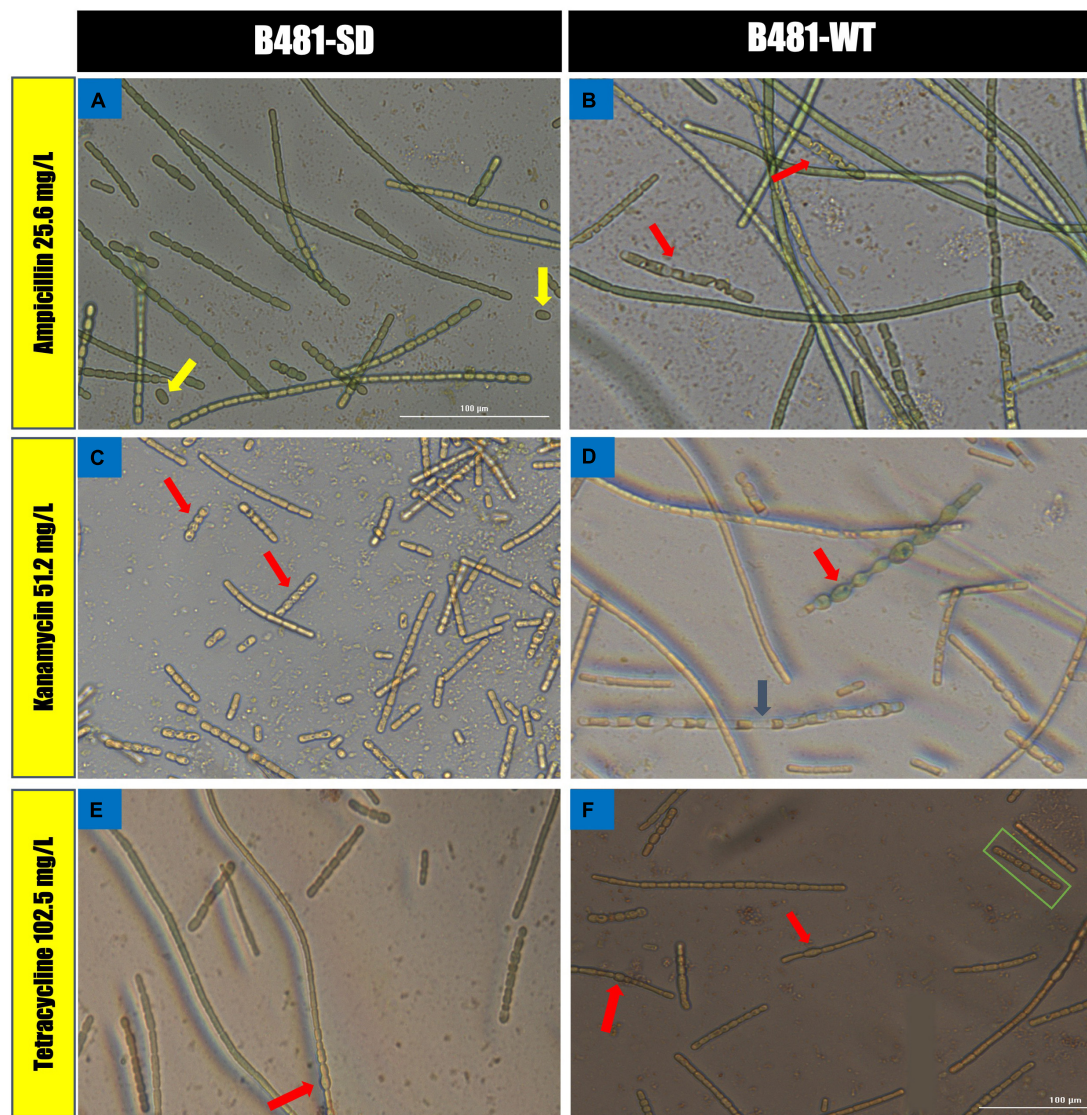 B481-SD
B481-WT
Ampicillin 25.6 mg/L
A
100 µm
B
Kanamycin 51.2 mg/L
C
D
Tetracycline 102.5 mg/L
E
F
100 µm